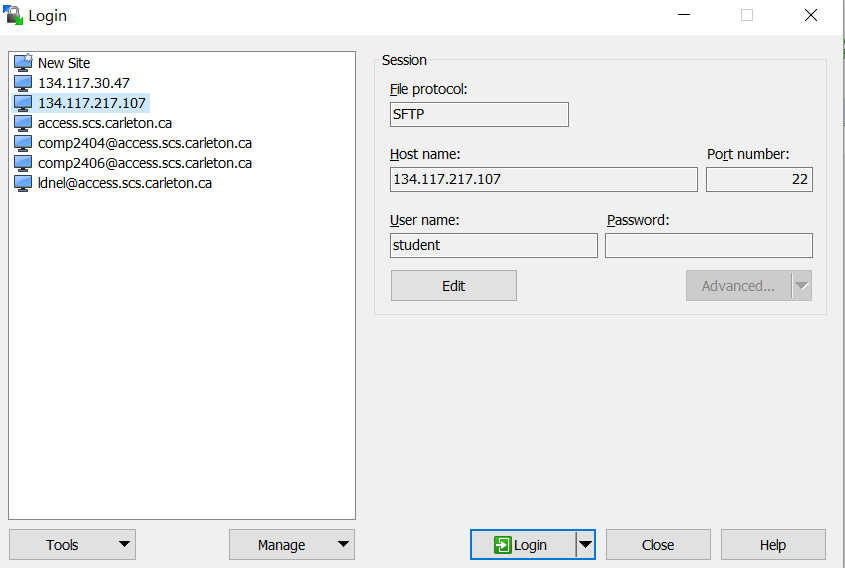 Login
New Site
134.117.30.47
134.117.217.107
access.scs.carleton.ca
comp2404@access.scs.carleton.ca
comp2406@access.scs.carleton.ca
ldnel@access.scs.carleton.ca
Session
File protocol:
SFTP
Host name: Port number:
134.117.217.107 22
User name: Password:
student
Edit Advanced...
Tools Manage Login Close Help